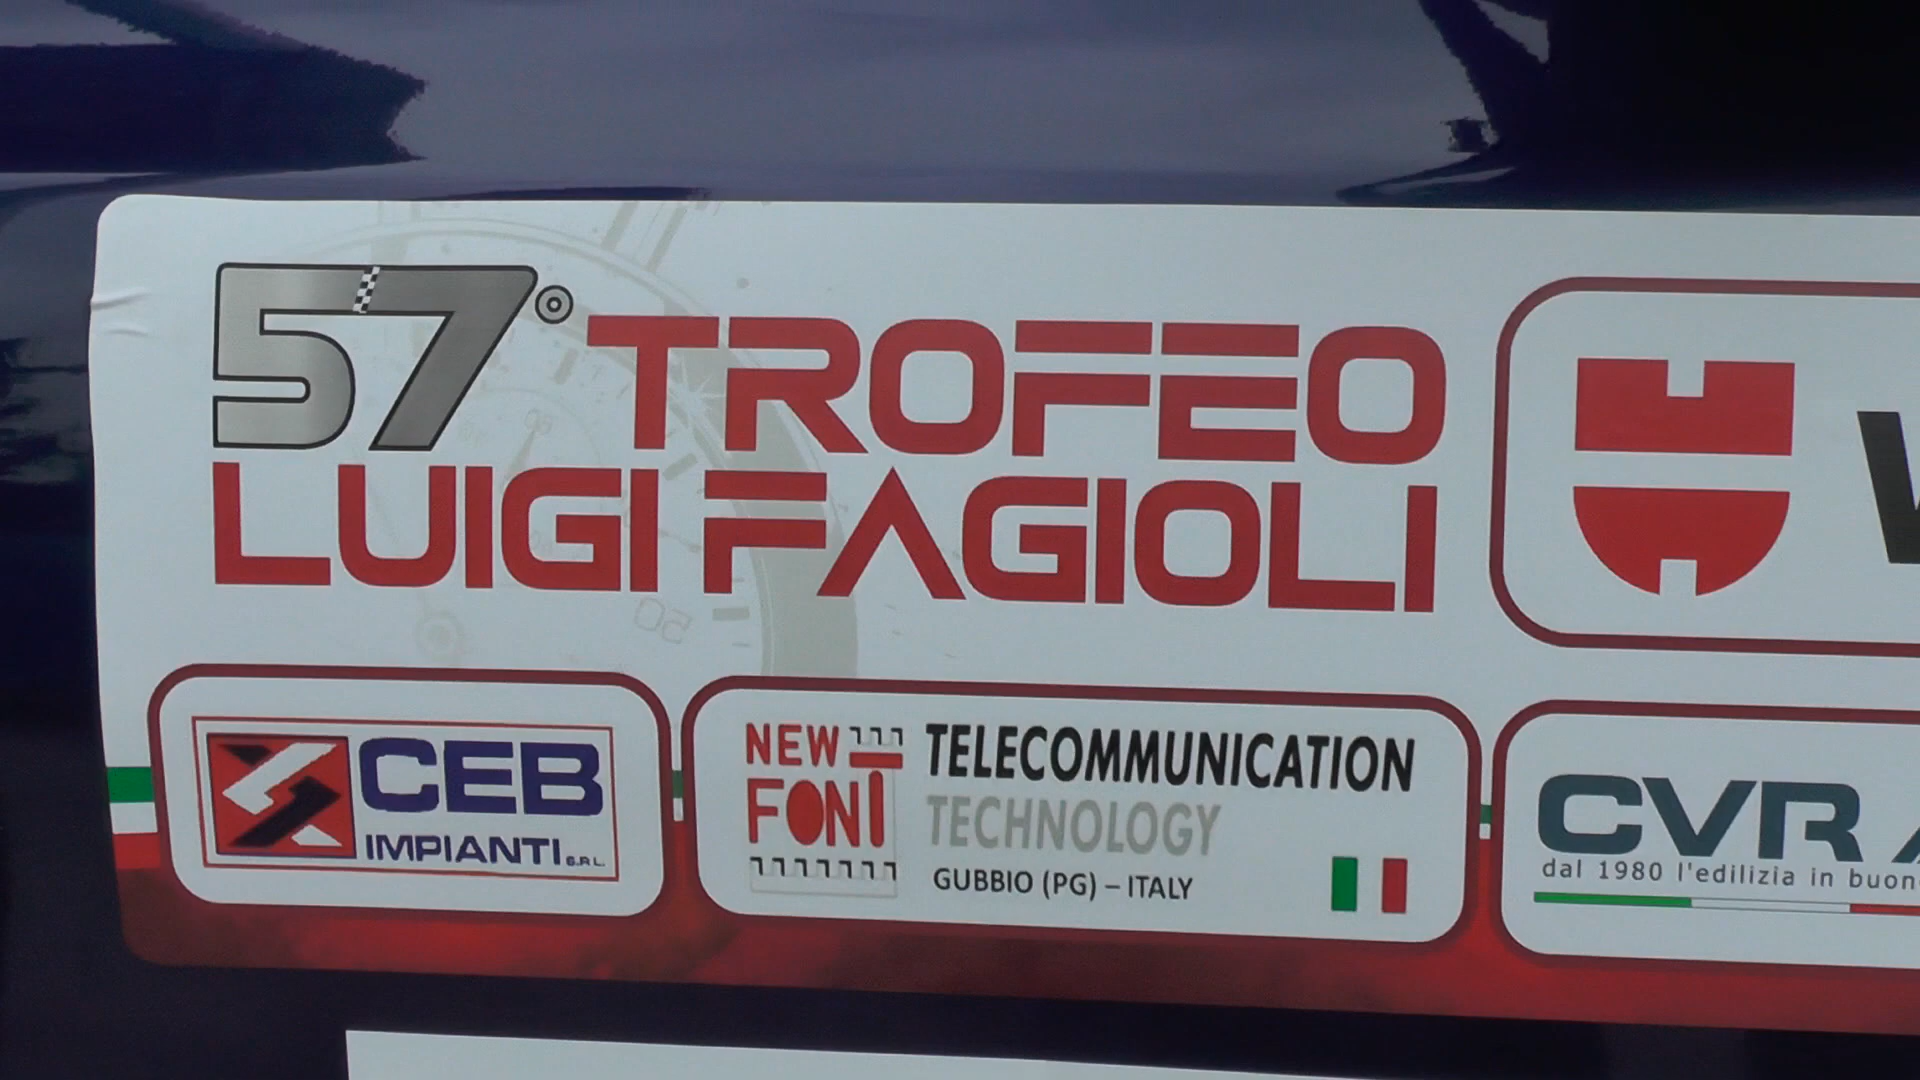 57° TROFEO
LUIGI FAGIOLI
CEB
IMPIANTI S.R.L.
NEW
FONT
TELECOMMUNICATION
TECHNOLOGY
GUBBIO (PG) – ITALY
CVR
dal 1980 l'edilizia in buon